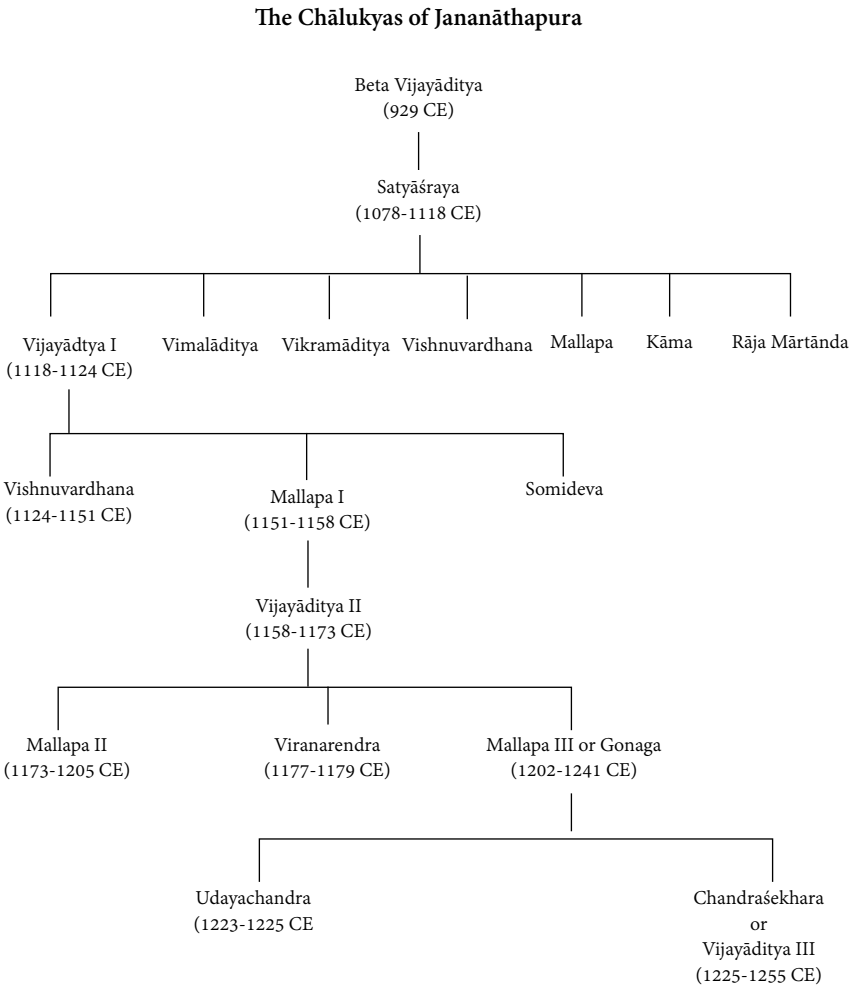 The Chālukyas of Jananāthapura
Beta Vijayāditya
(929 CE)
Satyāśraya
(1078-1118 CE)
Vijayādtya I
(1118-1124 CE)
Vimalāditya
Vikramāditya
Vishnuvardhana
Mallapa
Kāma
Rāja Mārtānda
Vishnuvardhana
(1124-1151 CE)
Mallapa I
(1151-1158 CE)
Somideva
Vijayāditya II
(1158-1173 CE)
Mallapa II
(1173-1205 CE)
Viranarendra
(1177-1179 CE)
Mallapa III or Gonaga
(1202-1241 CE)
Udayachandra
(1223-1225 CE
Chandraśekhara
or
Vijayāditya III
(1225-1255 CE)